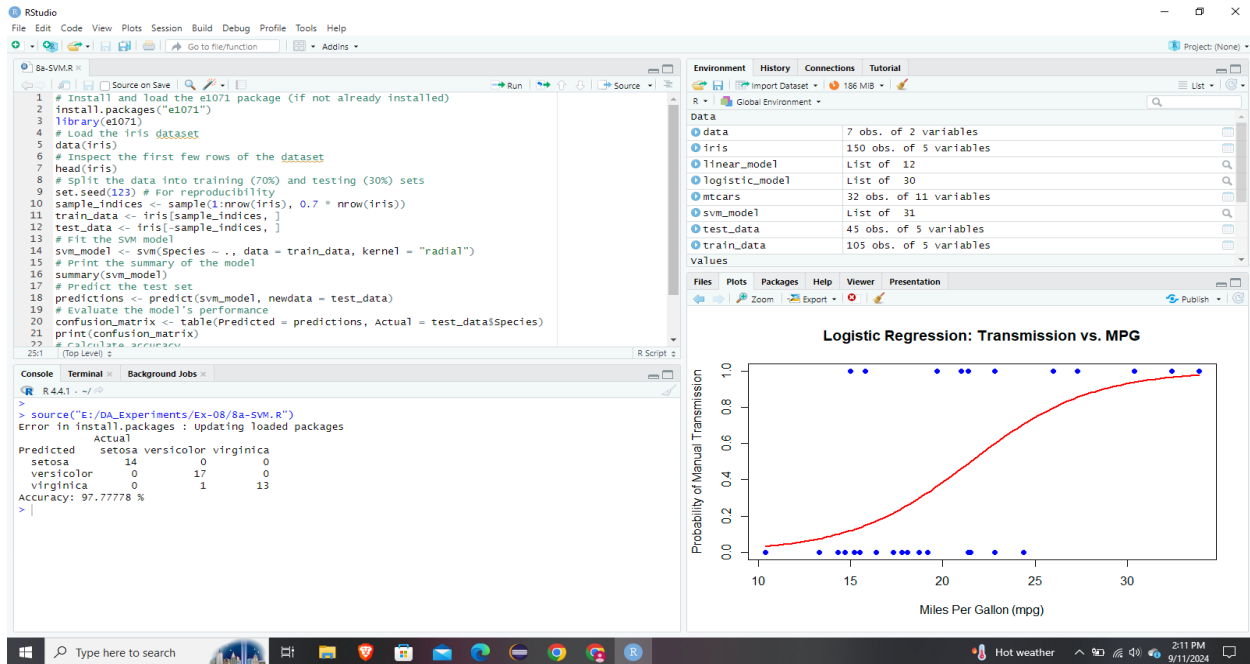 RStudio
File Edit Code View Plots Session Build Debug Profile Tools Help
Go to file/function
Addins
Project: (None)
8a-SVM.R
Source on Save
Run
Source
1 # Install and load the e1071 package (if not already installed)
2 install.packages("e1071")
3 library(e1071)
4 # Load the iris dataset
5 data(iris)
6 # Inspect the first few rows of the dataset
7 head(iris)
8 # Split the data into training (70%) and testing (30%) sets
9 set.seed(123) # For reproducibility
10 sample_indices <- sample(1:nrow(iris), 0.7 * nrow(iris))
11 train_data <- iris[sample_indices, ]
12 test_data <- iris[-sample_indices, ]
13 # Fit the SVM model
14 svm_model <- svm(Species ~ ., data = train_data, kernel = "radial")
15 # Print the summary of the model
16 summary(svm_model)
17 # Predict the test set
18 predictions <- predict(svm_model, newdata = test_data)
19 # Evaluate the model's performance
20 confusion_matrix <- table(Predicted = predictions, Actual = test_data$Species)
21 print(confusion_matrix)
22 # Calculate accuracy
25:1 (Top Level) R Script
Console Terminal Background Jobs
R 4.4.1 · ~/
>
> source("E:/DA_Experiments/Ex-08/8a-SVM.R")
Error in install.packages : Updating loaded packages
Actual
Predicted setosa versicolor virginica
setosa 14 0 0
versicolor 0 17 0
virginica 0 1 13
Accuracy: 97.77778 %
>
Environment History Connections Tutorial
Import Dataset 186 MiB List
R Global Environment
Data
data 7 obs. of 2 variables
iris 150 obs. of 5 variables
linear_model List of 12
logistic_model List of 30
mtcars 32 obs. of 11 variables
svm_model List of 31
test_data 45 obs. of 5 variables
train_data 105 obs. of 5 variables
Values
Files Plots Packages Help Viewer Presentation
Zoom Export Publish
Logistic Regression: Transmission vs. MPG
Probability of Manual Transmission
1.0
0.8
0.6
0.4
0.2
0.0
10 15 20 25 30
Miles Per Gallon (mpg)
Type here to search
Hot weather
2:11 PM
9/11/2024